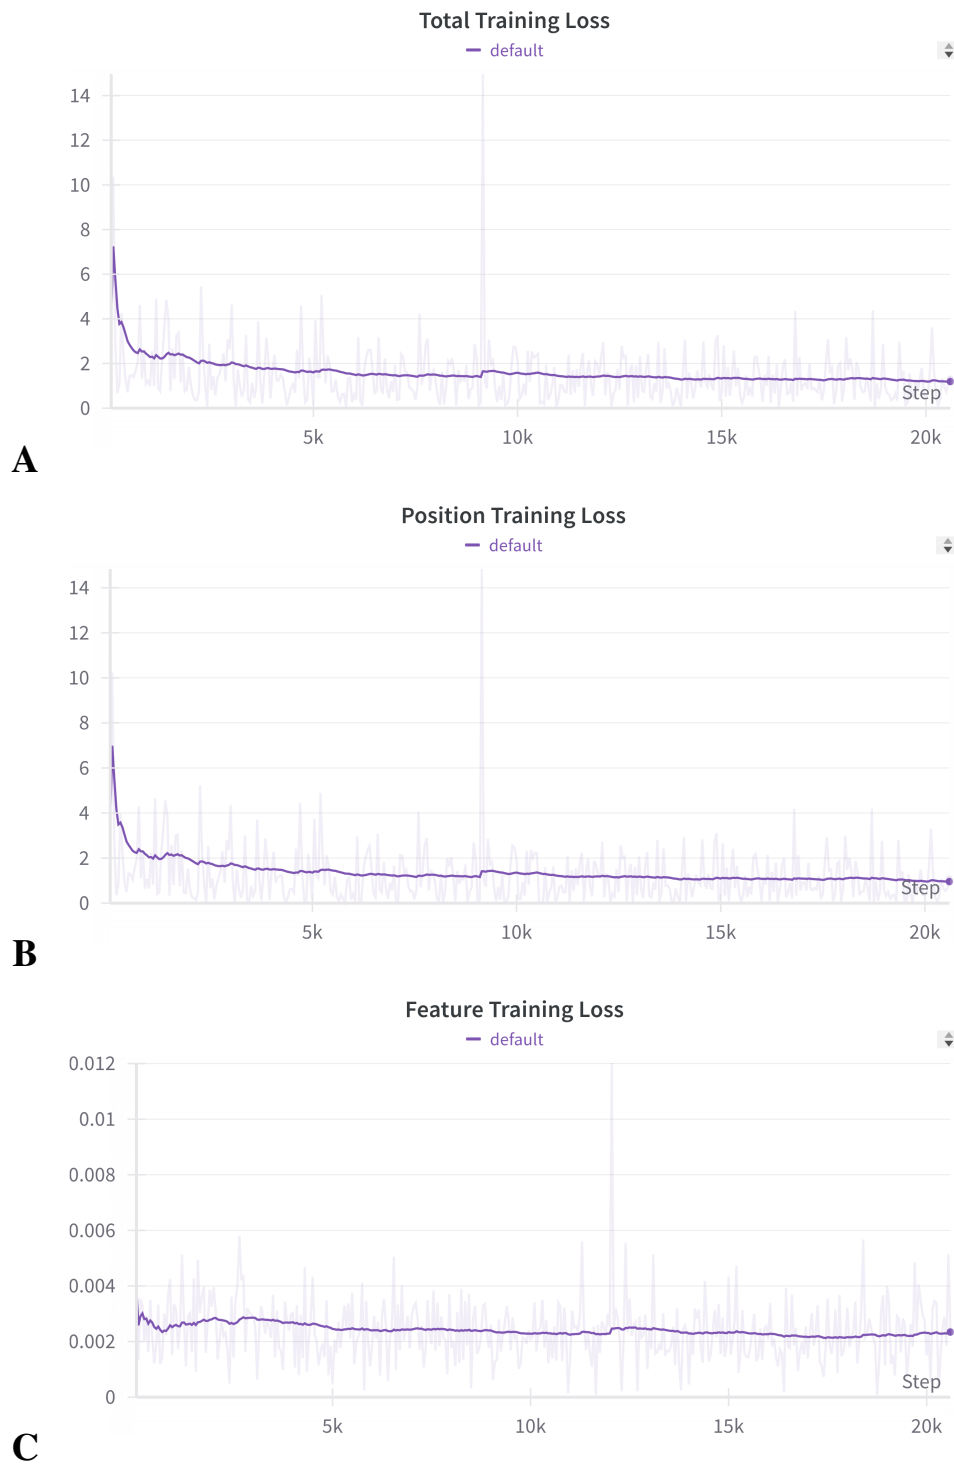 Total Training Loss
default
14
12
10
8
6
4
2
0
Step
5k 10k 15k 20k
A
Position Training Loss
default
14
12
10
8
6
4
2
0
Step
5k 10k 15k 20k
B
Feature Training Loss
default
0.012
0.01
0.008
0.006
0.004
0.002
0
Step
5k 10k 15k 20k
C